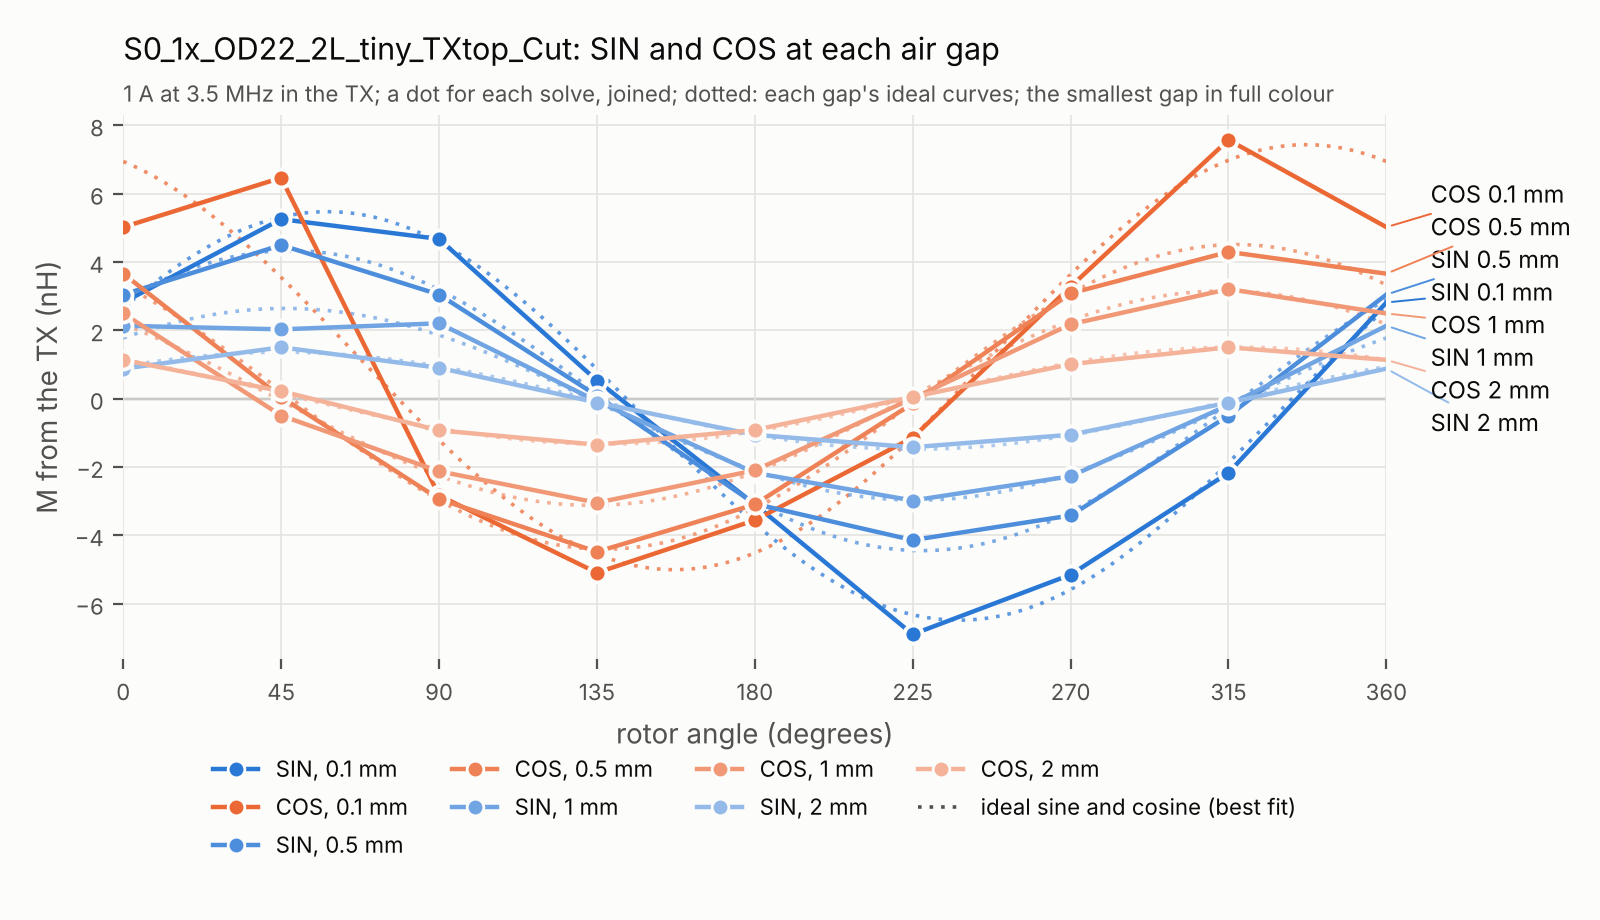 S0_1x_OD22_2L_tiny_TXtop_Cut: SIN and COS at each air gap
1 A at 3.5 MHz in the TX; a dot for each solve, joined; dotted: each gap's ideal curves; the smallest gap in full colour
M from the TX (nH)
8
6
4
2
0
−2
−4
−6
0 45 90 135 180 225 270 315 360
rotor angle (degrees)
COS 0.1 mm
COS 0.5 mm
SIN 0.5 mm
SIN 0.1 mm
COS 1 mm
SIN 1 mm
COS 2 mm
SIN 2 mm
SIN, 0.1 mm COS, 0.5 mm COS, 1 mm COS, 2 mm
COS, 0.1 mm SIN, 1 mm SIN, 2 mm ideal sine and cosine (best fit)
SIN, 0.5 mm